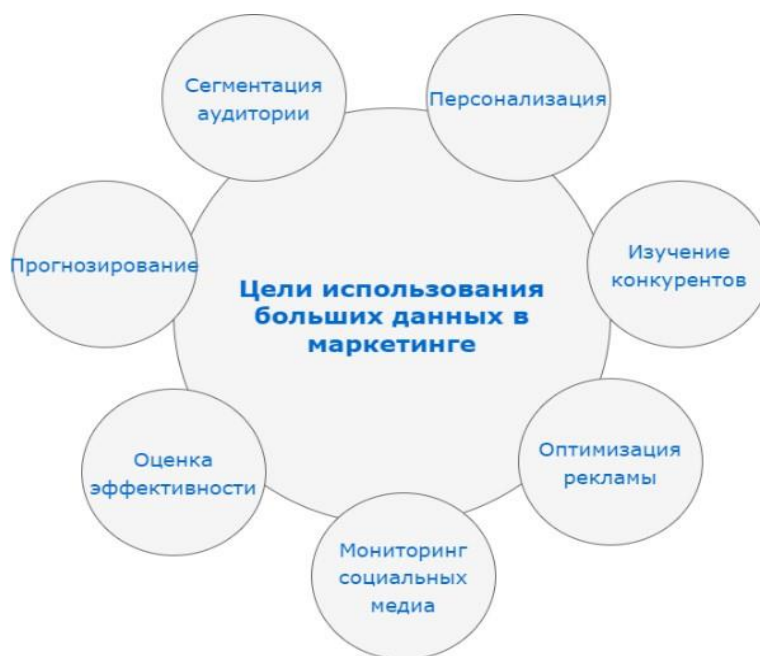 Сегментация
аудитории
Персонализация
Прогнозирование
Изучение
конкурентов
Цели использования
больших данных в
маркетинге
Оценка
эффективности
Оптимизация
рекламы
Мониторинг
социальных
медиа